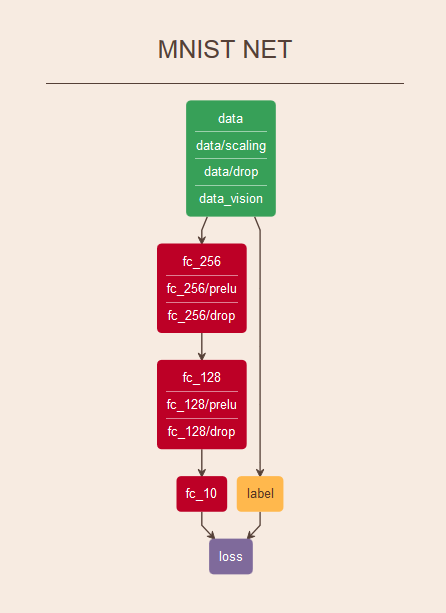 MNIST NET
data
data/scaling
data/drop
data_vision
fc_256
fc_256/prelu
fc_256/drop
fc_128
fc_128/prelu
fc_128/drop
fc_10
label
loss